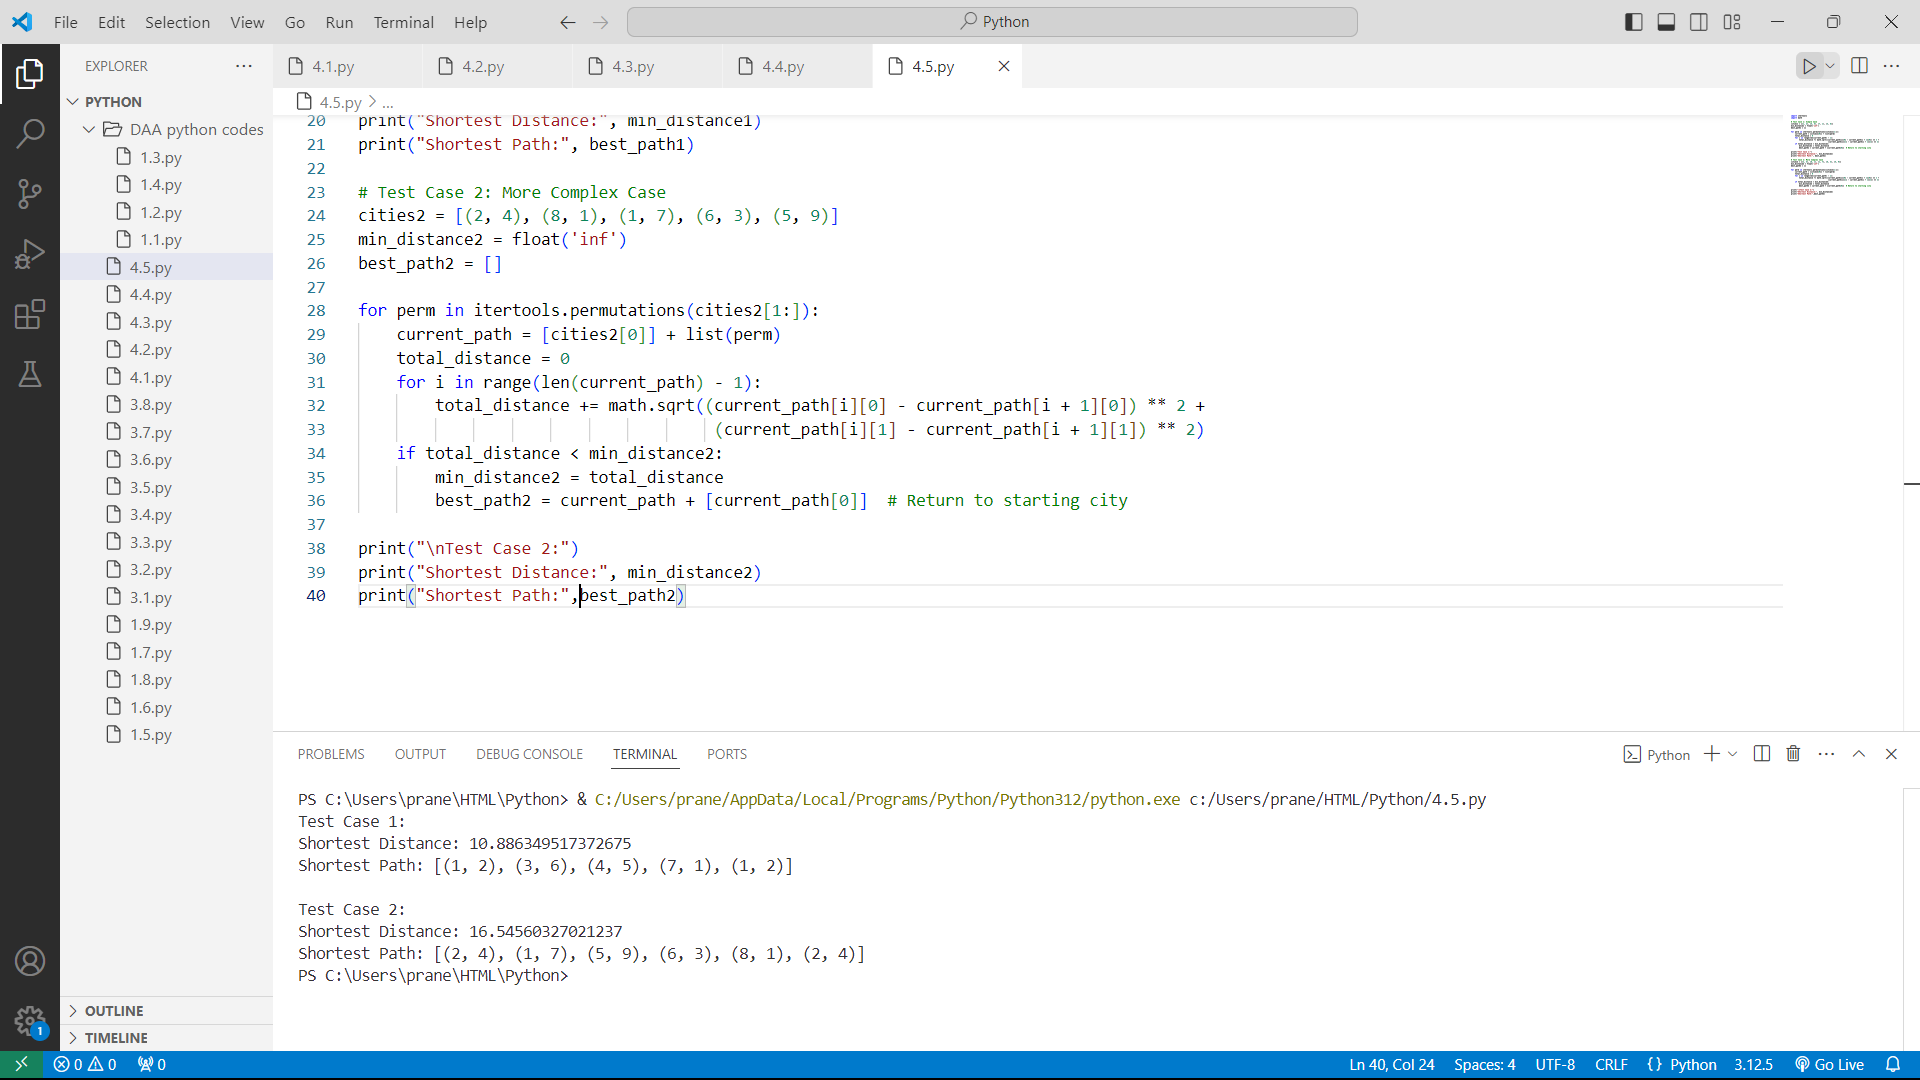 File Edit Selection View Go Run Terminal Help
Python
EXPLORER
4.1.py 4.2.py 4.3.py 4.4.py 4.5.py
PYTHON
4.5.py > ...
DAA python codes
1.3.py
1.4.py
1.2.py
1.1.py
4.5.py
4.4.py
4.3.py
4.2.py
4.1.py
3.8.py
3.7.py
3.6.py
3.5.py
3.4.py
3.3.py
3.2.py
3.1.py
1.9.py
1.7.py
1.8.py
1.6.py
1.5.py
OUTLINE
TIMELINE
20 print("Shortest Distance:", min_distance1)
21 print("Shortest Path:", best_path1)
22
23 # Test Case 2: More Complex Case
24 cities2 = [(2, 4), (8, 1), (1, 7), (6, 3), (5, 9)]
25 min_distance2 = float('inf')
26 best_path2 = []
27
28 for perm in itertools.permutations(cities2[1:]):
29     current_path = [cities2[0]] + list(perm)
30     total_distance = 0
31     for i in range(len(current_path) - 1):
32         total_distance += math.sqrt((current_path[i][0] - current_path[i + 1][0]) ** 2 +
33                                      (current_path[i][1] - current_path[i + 1][1]) ** 2)
34     if total_distance < min_distance2:
35         min_distance2 = total_distance
36         best_path2 = current_path + [current_path[0]]  # Return to starting city
37
38 print("\nTest Case 2:")
39 print("Shortest Distance:", min_distance2)
40 print("Shortest Path:",best_path2)
PROBLEMS OUTPUT DEBUG CONSOLE TERMINAL PORTS
Python
PS C:\Users\prane\HTML\Python> & C:/Users/prane/AppData/Local/Programs/Python/Python312/python.exe c:/Users/prane/HTML/Python/4.5.py
Test Case 1:
Shortest Distance: 10.886349517372675
Shortest Path: [(1, 2), (3, 6), (4, 5), (7, 1), (1, 2)]
Test Case 2:
Shortest Distance: 16.54560327021237
Shortest Path: [(2, 4), (1, 7), (5, 9), (6, 3), (8, 1), (2, 4)]
PS C:\Users\prane\HTML\Python>
1
0 0 0 Ln 40, Col 24 Spaces: 4 UTF-8 CRLF {} Python 3.12.5 Go Live